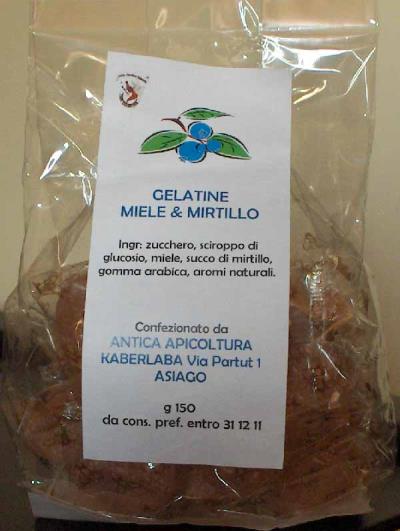 GELATINE
MIELE & MIRTILLO
Ingr: zucchero, sciroppo di
glucosio, miele, succo di mirtillo,
gomma arabica, aromi naturali.
Confezionato da
ANTICA APICOLTURA
KABERLABA Via Partut 1
ASIAGO
g 150
da cons. pref. entro 31 12 11